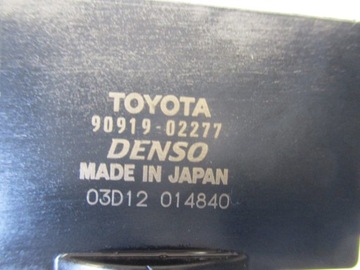 TOYOTA
90919-02277
DENSO
MADE IN JAPAN
03D12 014840